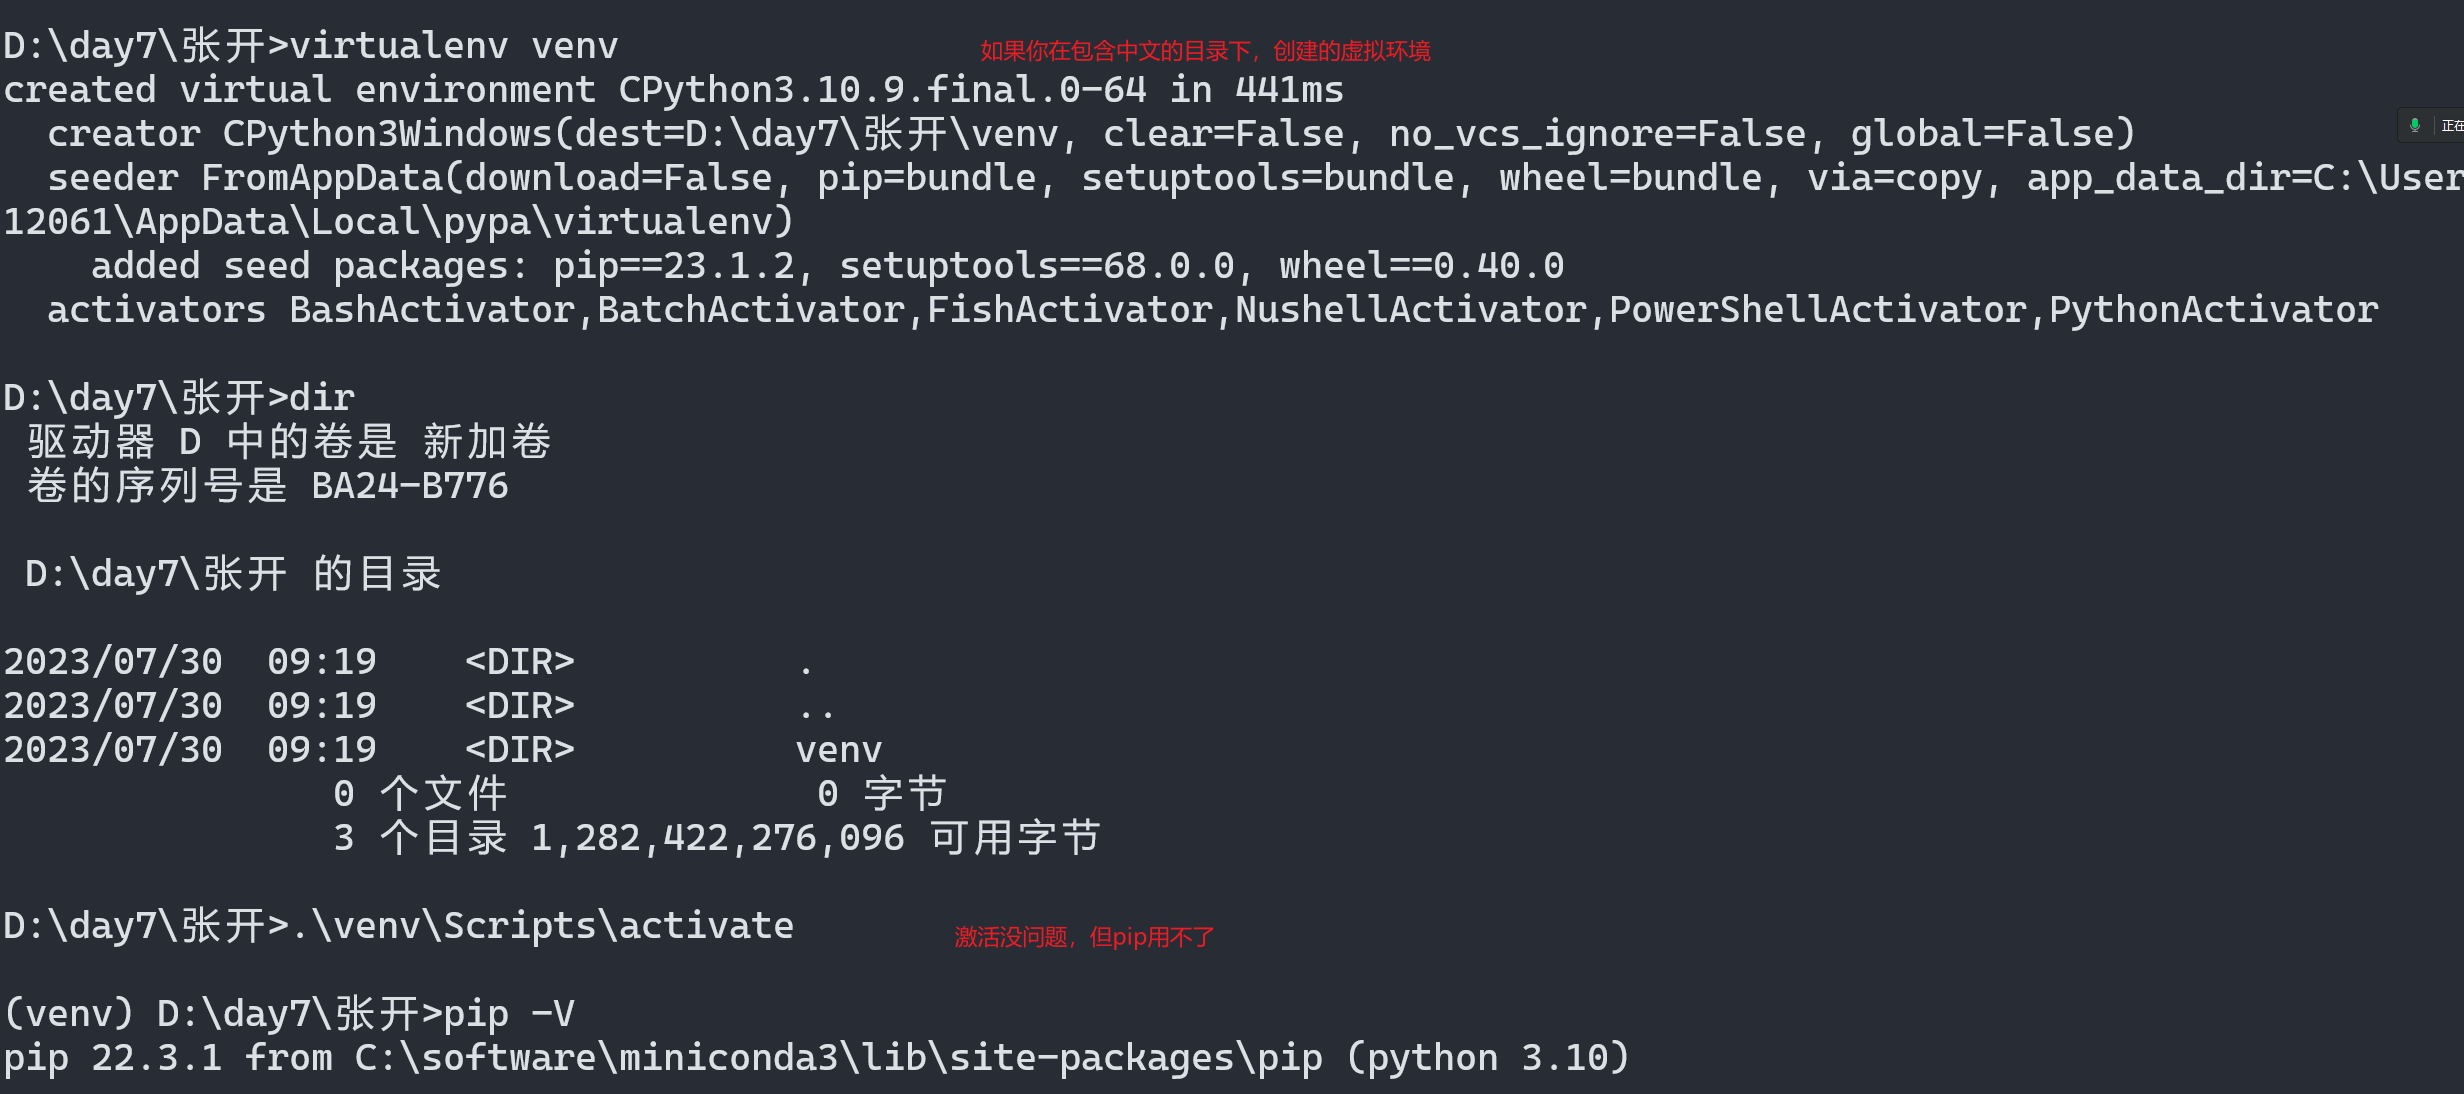 D:\day7\张开>virtualenv venv
如果你在包含中文的目录下，创建的虚拟环境
created virtual environment CPython3.10.9.final.0-64 in 441ms
  creator CPython3Windows(dest=D:\day7\张开\venv, clear=False, no_vcs_ignore=False, global=False)
正在
  seeder FromAppData(download=False, pip=bundle, setuptools=bundle, wheel=bundle, via=copy, app_data_dir=C:\User
12061\AppData\Local\pypa\virtualenv)
    added seed packages: pip==23.1.2, setuptools==68.0.0, wheel==0.40.0
  activators BashActivator,BatchActivator,FishActivator,NushellActivator,PowerShellActivator,PythonActivator
D:\day7\张开>dir
 驱动器 D 中的卷是 新加卷
 卷的序列号是 BA24-B776
 D:\day7\张开 的目录
2023/07/30  09:19    <DIR>          .
2023/07/30  09:19    <DIR>          ..
2023/07/30  09:19    <DIR>          venv
               0 个文件              0 字节
               3 个目录 1,282,422,276,096 可用字节
D:\day7\张开>.\venv\Scripts\activate
激活没问题，但pip用不了
(venv) D:\day7\张开>pip -V
pip 22.3.1 from C:\software\miniconda3\lib\site-packages\pip (python 3.10)